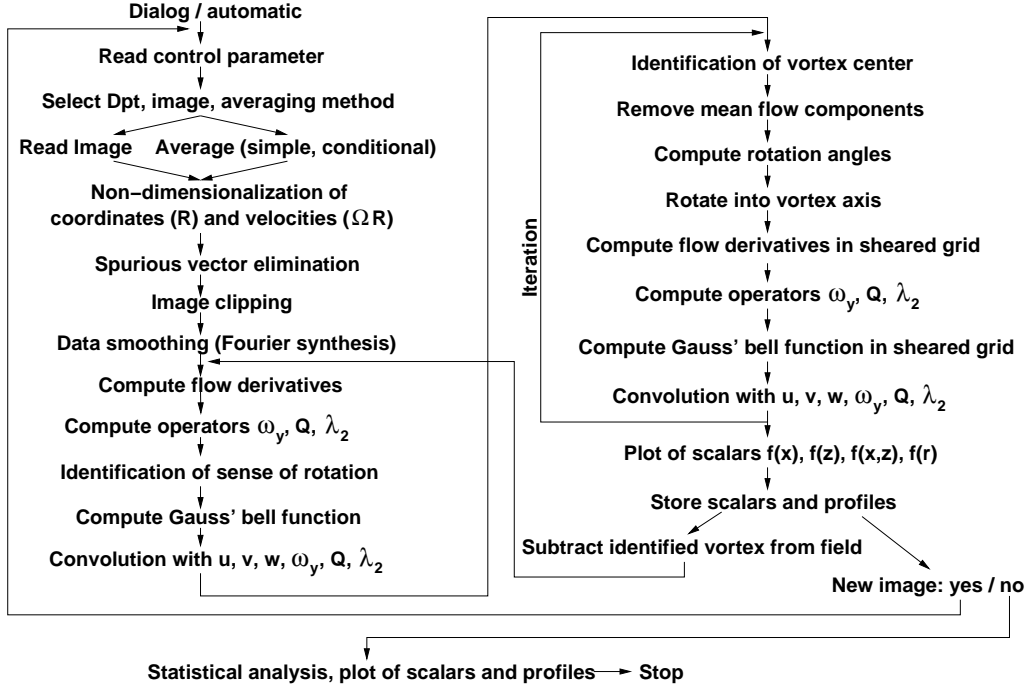 Dialog / automatic
Read control parameter
Select Dpt, image, averaging method
Read Image
Average (simple, conditional)
Non−dimensionalization of
coordinates (R) and velocities (Ω R)
Spurious vector elimination
Image clipping
Data smoothing (Fourier synthesis)
Compute flow derivatives
Compute operators ωy, Q, λ2
Identification of sense of rotation
Compute Gauss' bell function
Convolution with u, v, w, ωy, Q, λ2
Iteration
Identification of vortex center
Remove mean flow components
Compute rotation angles
Rotate into vortex axis
Compute flow derivatives in sheared grid
Compute operators ωy, Q, λ2
Compute Gauss' bell function in sheared grid
Convolution with u, v, w, ωy, Q, λ2
Plot of scalars f(x), f(z), f(x,z), f(r)
Store scalars and profiles
Subtract identified vortex from field
New image: yes / no
Statistical analysis, plot of scalars and profiles
Stop